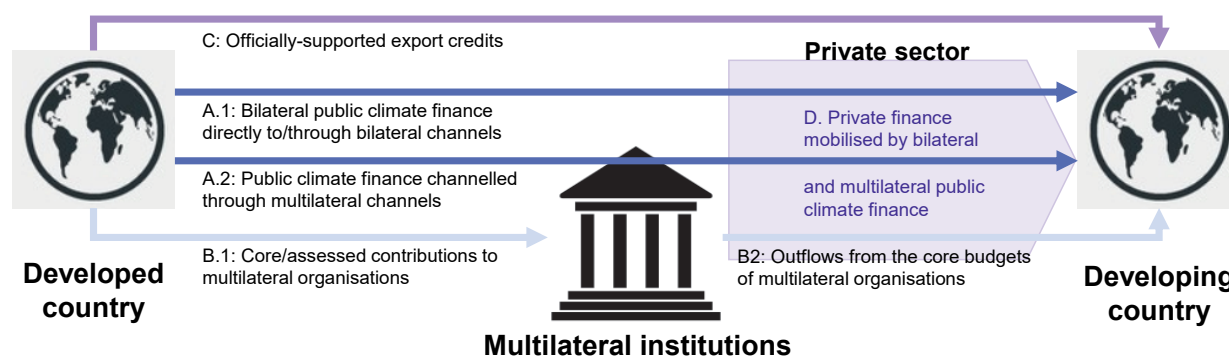 C: Officially-supported export credits
Private sector
A.1: Bilateral public climate finance
directly to/through bilateral channels
D. Private finance
mobilised by bilateral
A.2: Public climate finance channelled
through multilateral channels
and multilateral public
climate finance
B.1: Core/assessed contributions to
multilateral organisations
B2: Outflows from the core budgets
of multilateral organisations
Developed
country
Developing
country
Multilateral institutions